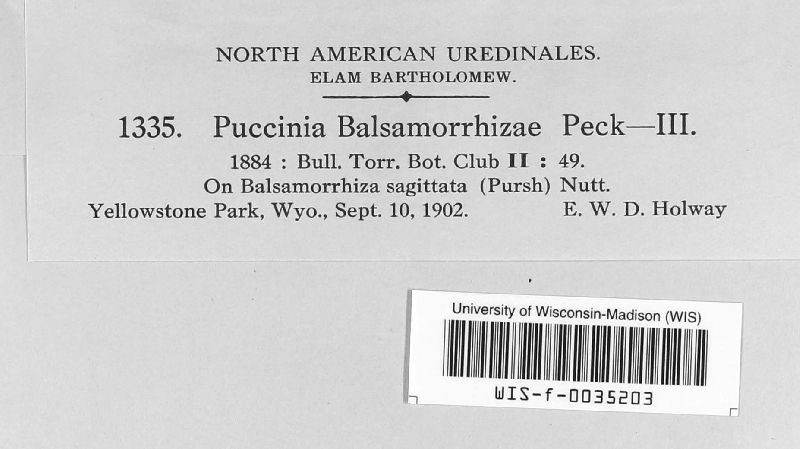 NORTH AMERICAN UREDINALES.
ELAM BARTHOLOMEW.
1335. Puccinia Balsamorrhizae Peck—III.
1884 : Bull. Torr. Bot. Club II : 49.
On Balsamorrhiza sagittata (Pursh) Nutt.
Yellowstone Park, Wyo., Sept. 10, 1902. E. W. D. Holway
University of Wisconsin-Madison (WIS)
WIS-f-0035203